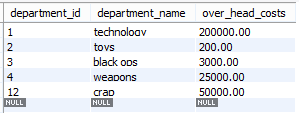 department_id department_name over_head_costs
1 technology 200000.00
2 toys 200.00
3 black ops 3000.00
4 weapons 25000.00
12 crap 50000.00
NULL NULL NULL